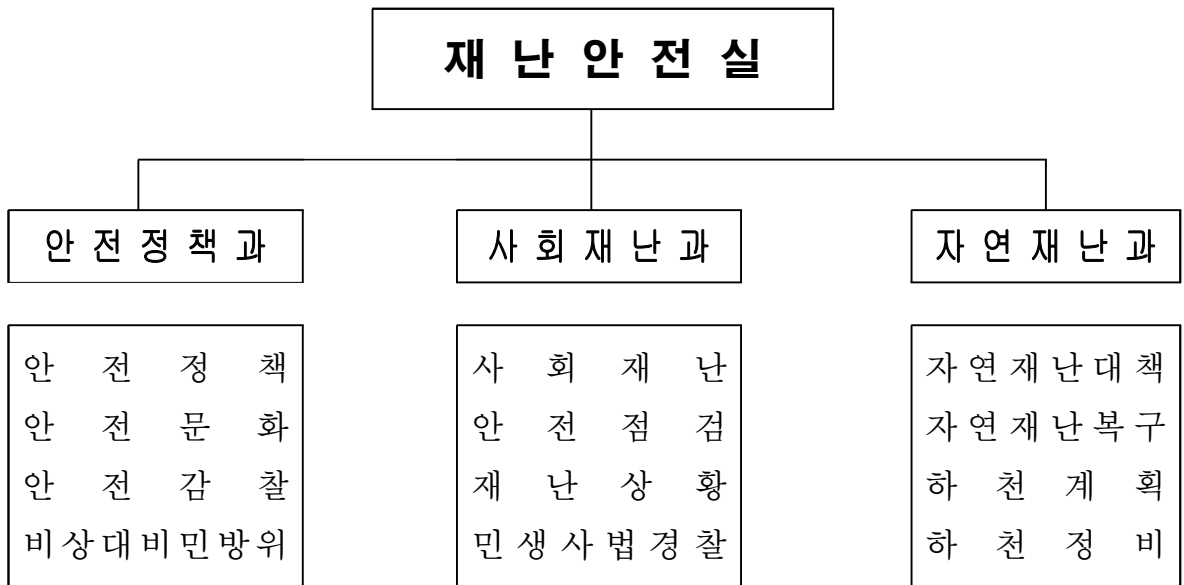 재난안전실
안전정책과
사회재난과
자연재난과
안전정책
안전문화
안전감찰
비상대비민방위
사회재난
안전점검
재난상황
민생사법경찰
자연재난대책
자연재난복구
하천계획
하천정비